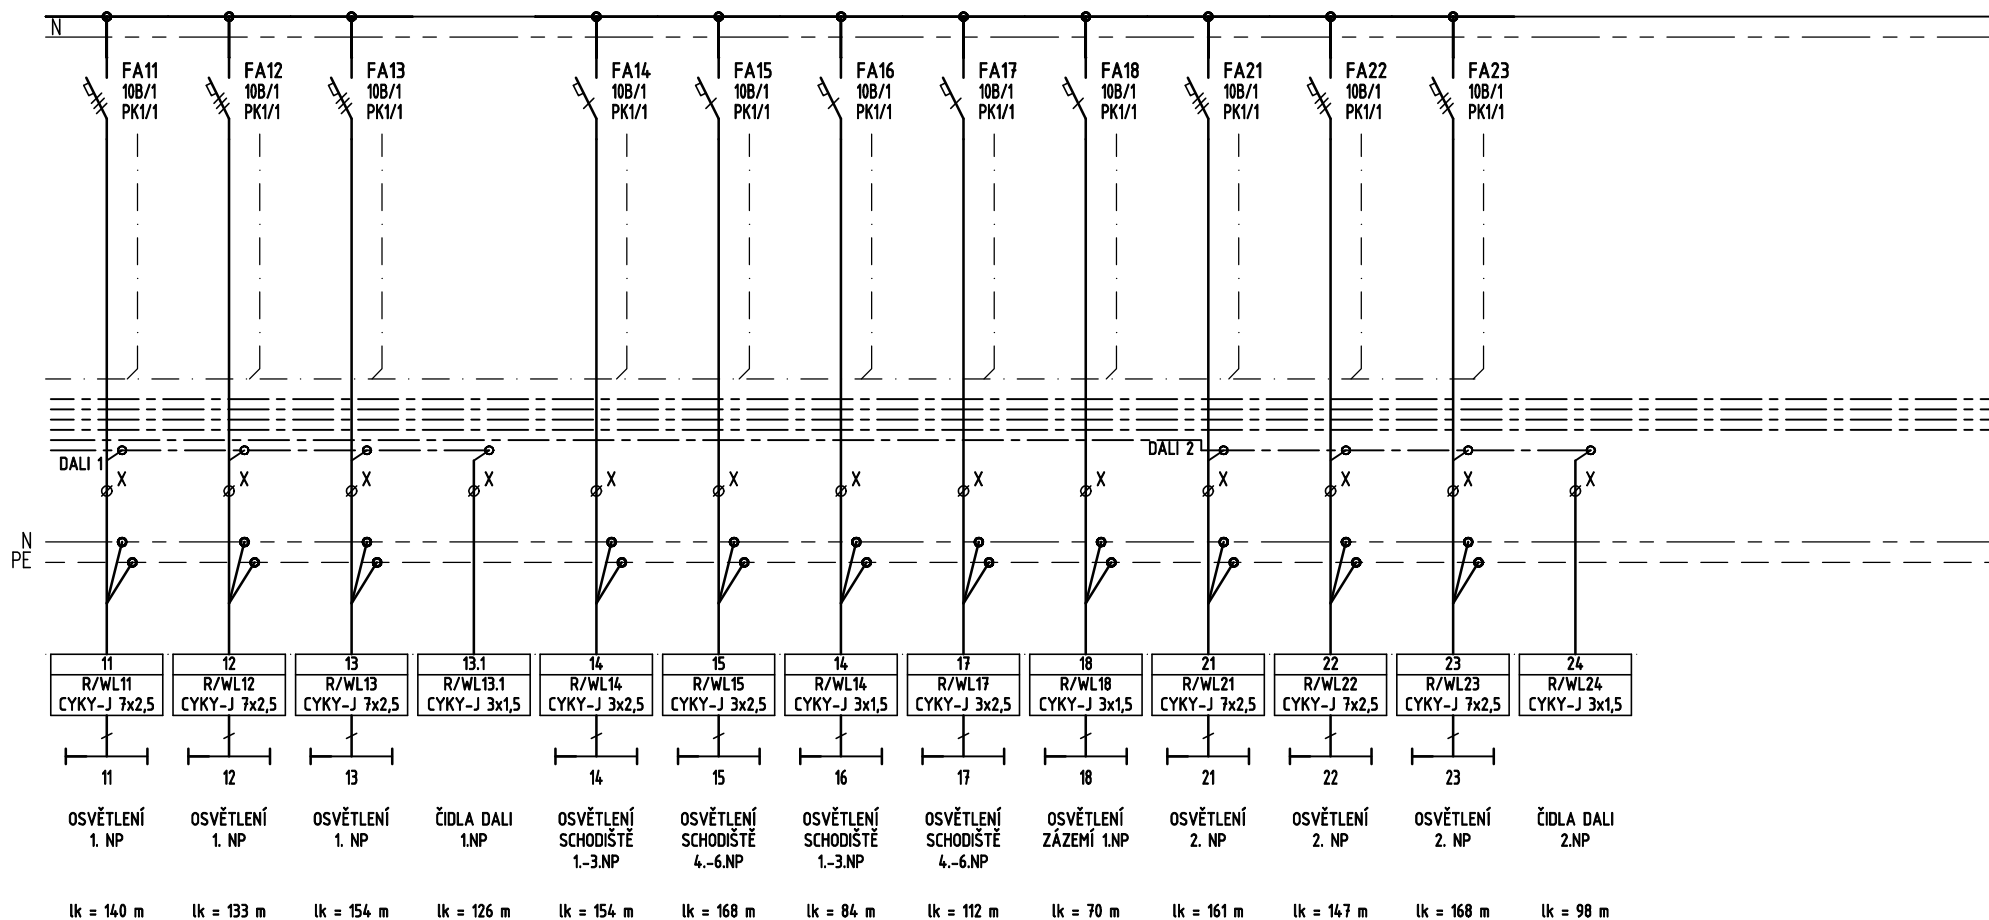 N
FA11
10B/1
PK1/1
FA12
10B/1
PK1/1
FA13
10B/1
PK1/1
FA14
10B/1
PK1/1
FA15
10B/1
PK1/1
FA16
10B/1
PK1/1
FA17
10B/1
PK1/1
FA18
10B/1
PK1/1
FA21
10B/1
PK1/1
FA22
10B/1
PK1/1
FA23
10B/1
PK1/1
DALI 1
DALI 2
X X X X X X X X X X X X X
N
PE
11
R/WL11
CYKY-J 7x2,5
12
R/WL12
CYKY-J 7x2,5
13
R/WL13
CYKY-J 7x2,5
13.1
R/WL13.1
CYKY-J 3x1,5
14
R/WL14
CYKY-J 3x2,5
15
R/WL15
CYKY-J 3x2,5
14
R/WL14
CYKY-J 3x1,5
17
R/WL17
CYKY-J 3x2,5
18
R/WL18
CYKY-J 3x1,5
21
R/WL21
CYKY-J 7x2,5
22
R/WL22
CYKY-J 7x2,5
23
R/WL23
CYKY-J 7x2,5
24
R/WL24
CYKY-J 3x1,5
11
OSVĚTLENÍ
1. NP
lk = 140 m
12
OSVĚTLENÍ
1. NP
lk = 133 m
13
OSVĚTLENÍ
1. NP
lk = 154 m
ČIDLA DALI
1.NP
lk = 126 m
14
OSVĚTLENÍ
SCHODIŠTĚ
1.-3.NP
lk = 154 m
15
OSVĚTLENÍ
SCHODIŠTĚ
4.-6.NP
lk = 168 m
16
OSVĚTLENÍ
SCHODIŠTĚ
1.-3.NP
lk = 84 m
17
OSVĚTLENÍ
SCHODIŠTĚ
4.-6.NP
lk = 112 m
18
OSVĚTLENÍ
ZÁZEMÍ 1.NP
lk = 70 m
21
OSVĚTLENÍ
2. NP
lk = 161 m
22
OSVĚTLENÍ
2. NP
lk = 147 m
23
OSVĚTLENÍ
2. NP
lk = 168 m
ČIDLA DALI
2.NP
lk = 98 m